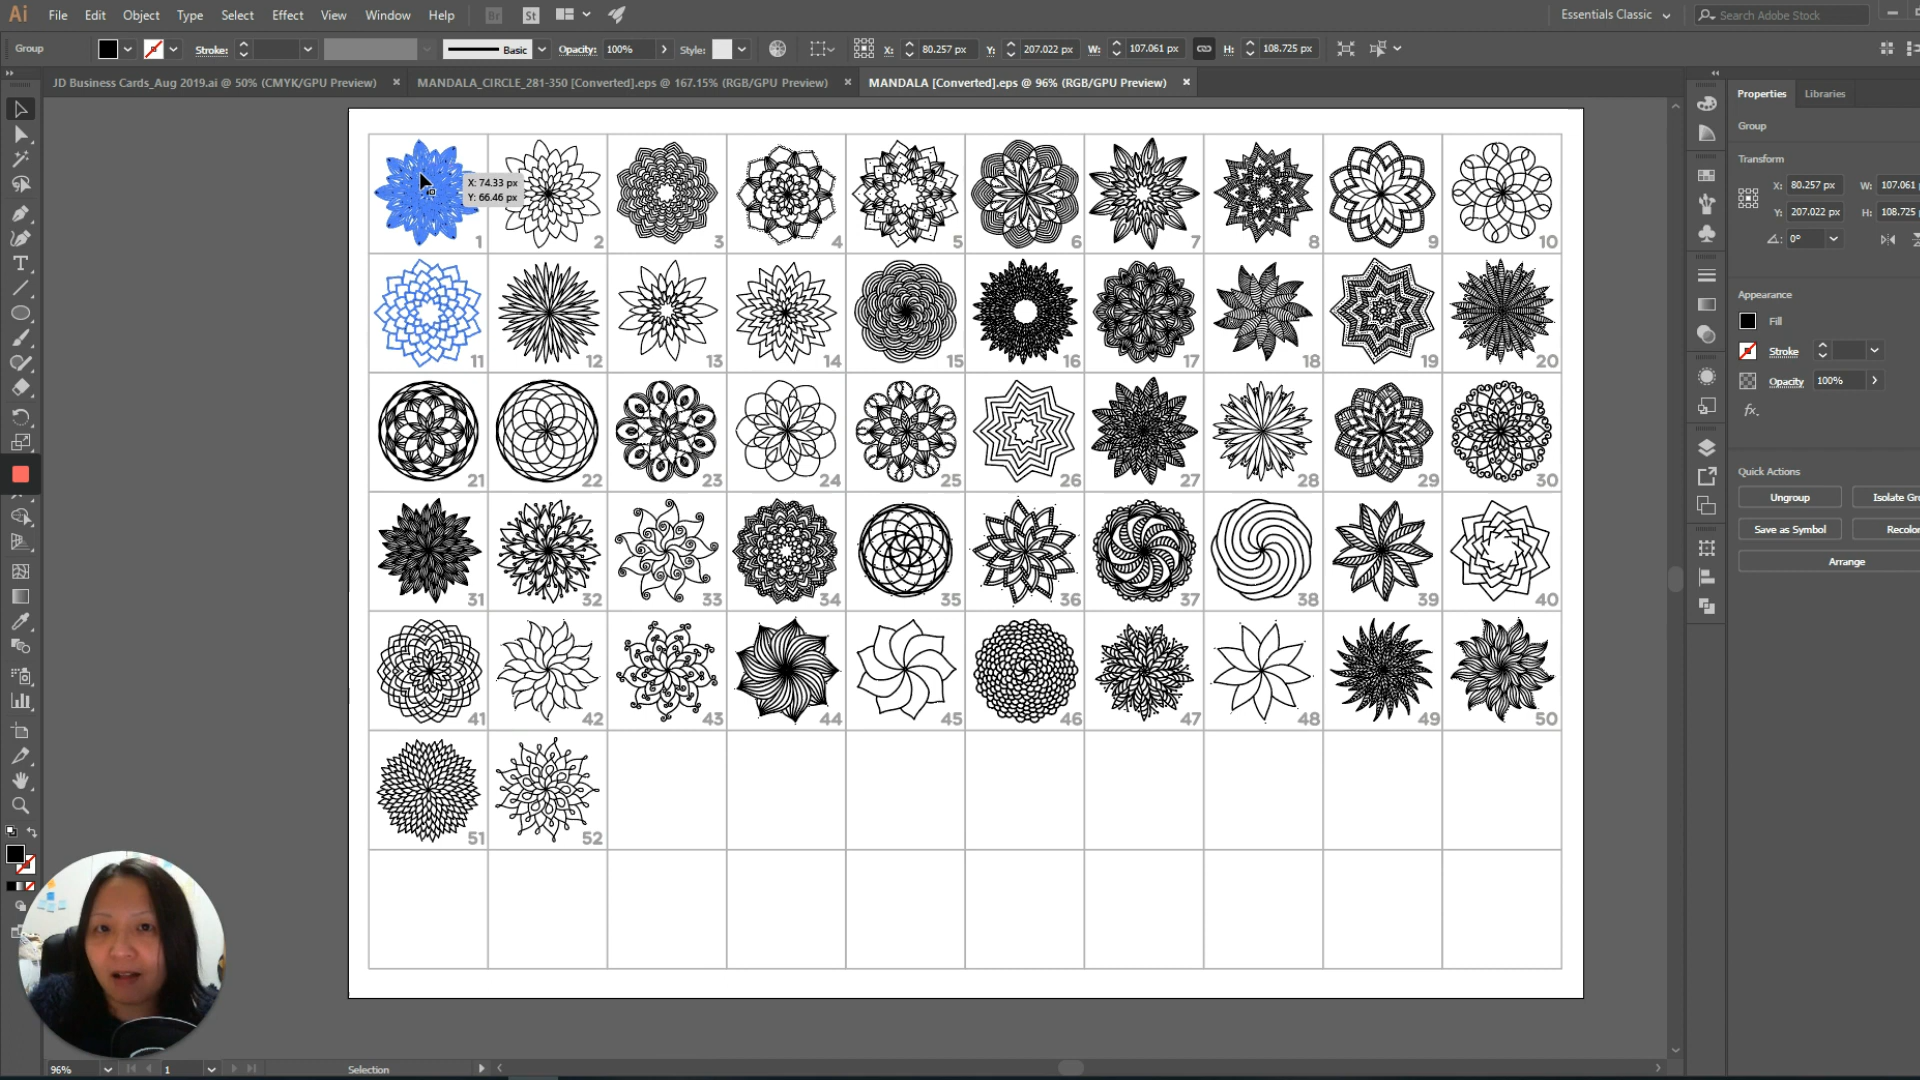 Ai File Edit Object Type Select Effect View Window Help Br St Essentials Classic Search Adobe Stock
Group Stroke: Basic Opacity: 100% Style: X: 80.257 px Y: 207.022 px W: 107.061 px H: 108.725 px
JD Business Cards_Aug 2019.ai @ 50% (CMYK/GPU Preview) × MANDALA_CIRCLE_281-350 [Converted].eps @ 167.15% (RGB/GPU Preview) × MANDALA [Converted].eps @ 96% (RGB/GPU Preview) ×
Properties Libraries
Group
Transform
X: 80.257 px W: 107.061
Y: 207.022 px H: 108.725
0°
Appearance
Fill
Stroke
Opacity 100%
fx.
Quick Actions
Ungroup Isolate Gro
Save as Symbol Recolo
Arrange
X: 74.33 px
Y: 66.46 px
1 2 3 4 5 6 7 8 9 10
11 12 13 14 15 16 17 18 19 20
21 22 23 24 25 26 27 28 29 30
31 32 33 34 35 36 37 38 39 40
41 42 43 44 45 46 47 48 49 50
51 52
96% 1 Selection